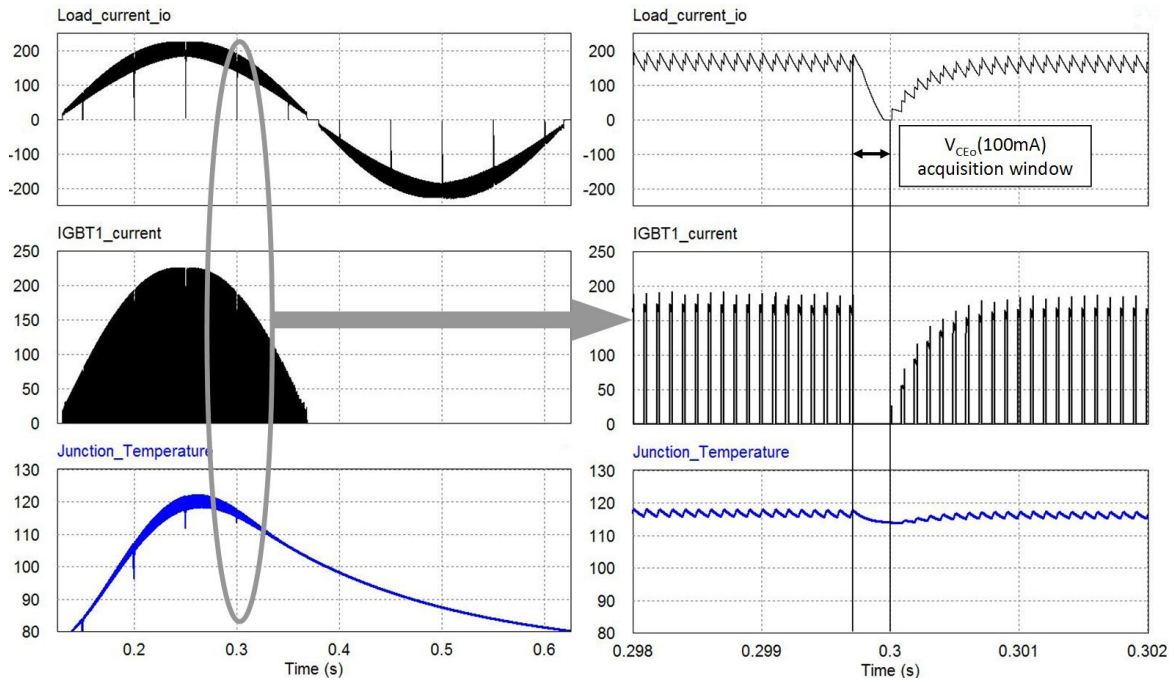 Load_current_io
200
100
0
-100
-200
IGBT1_current
250
200
150
100
50
0
Junction_Temperature
130
120
110
100
90
80
0.2 0.3 0.4 0.5 0.6
Time (s)
Load_current_io
200
100
0
-100
-200
V_CEo(100mA)
acquisition window
IGBT1_current
250
200
150
100
50
0
Junction_Temperature
130
120
110
100
90
80
0.298 0.299 0.3 0.301 0.302
Time (s)